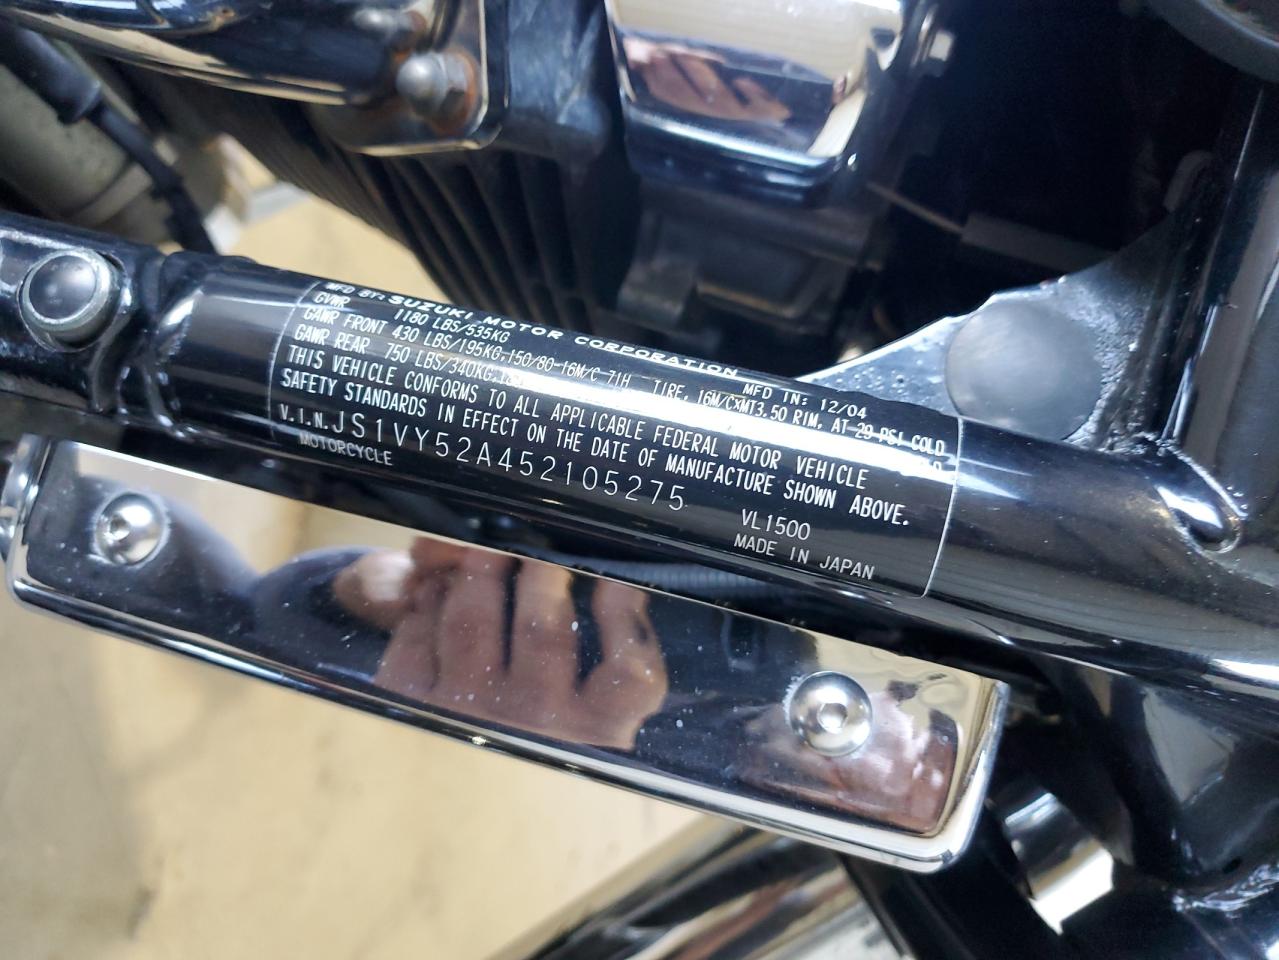 MFD BY: SUZUKI MOTOR CORPORATION MFD IN: 12/04
GVWR 1180 LBS/535KG
GAWR FRONT 430 LBS/195KG, 150/80-16M/C 71H TIRE, 16M/C×MT3.50 RIM, AT 29 PSI COLD
GAWR REAR 750 LBS/340KG,
THIS VEHICLE CONFORMS TO ALL APPLICABLE FEDERAL MOTOR VEHICLE
SAFETY STANDARDS IN EFFECT ON THE DATE OF MANUFACTURE SHOWN ABOVE.
V.I.N. JS1VY52A452105275 VL1500
MOTORCYCLE MADE IN JAPAN